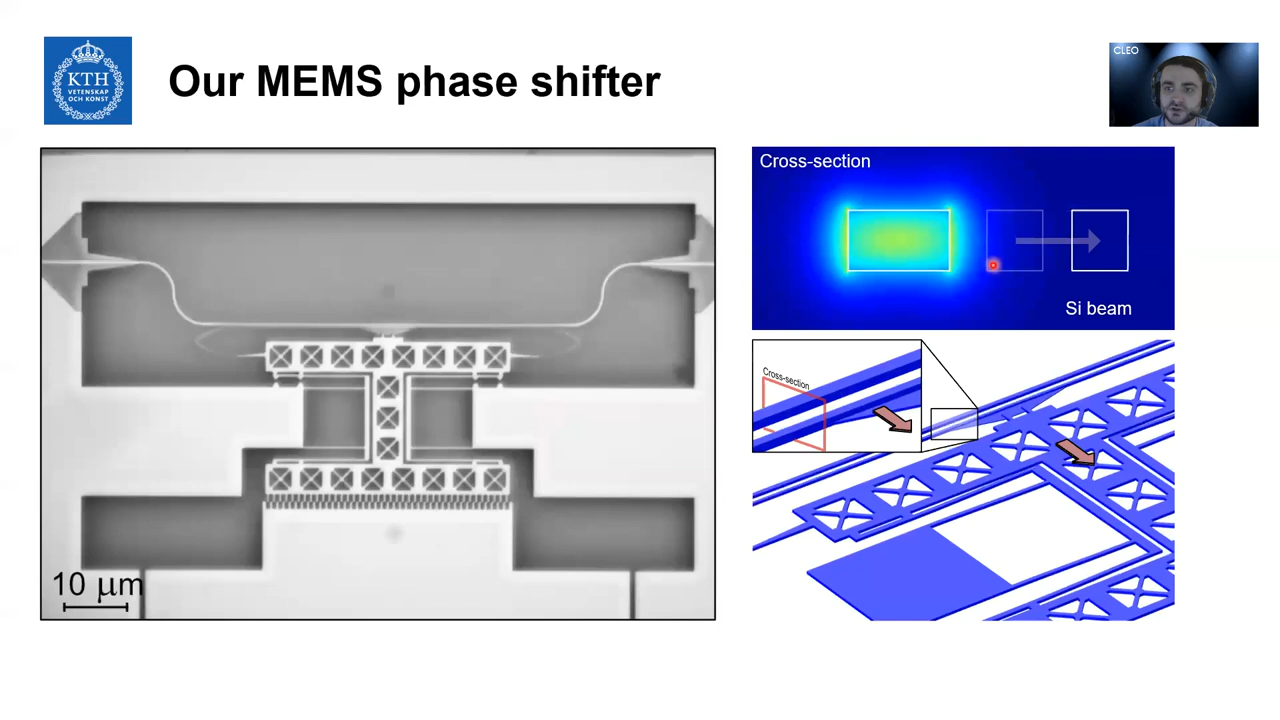 KTH
VETENSKAP
OCH KONST
Our MEMS phase shifter
CLEO
10 μm
Cross-section
Si beam
Cross-section